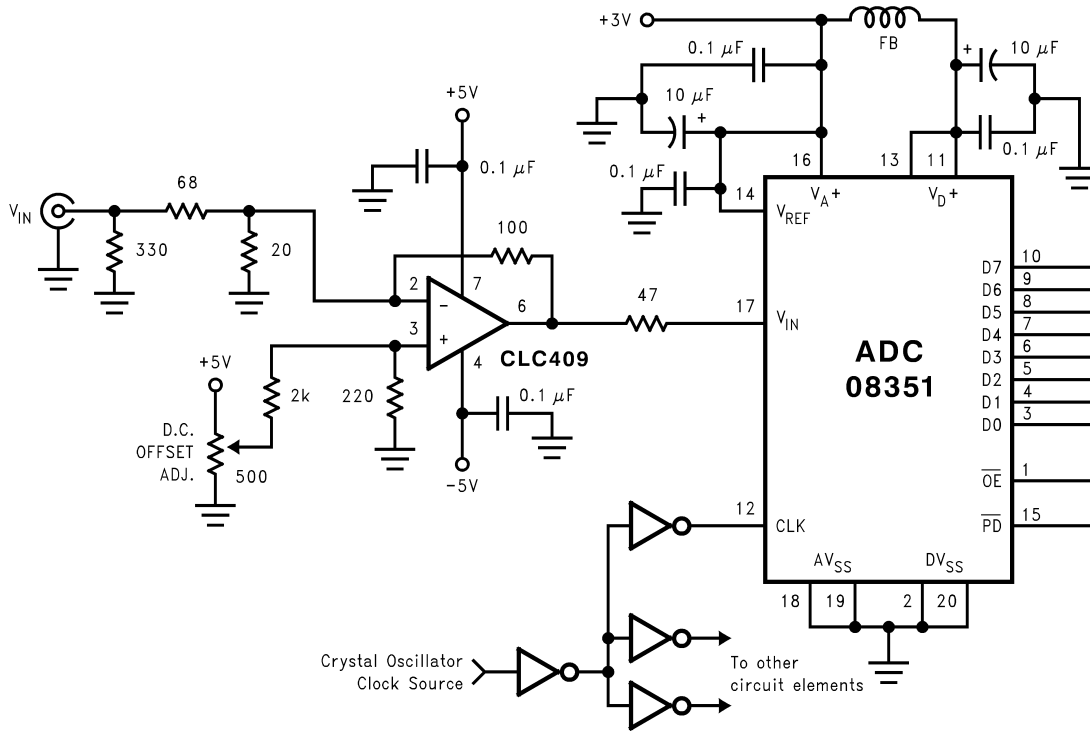 +3V
FB
0.1 µF
10 µF
+
10 µF
+
0.1 µF
0.1 µF
+5V
0.1 µF
16
13
11
VA+
VD+
14
VREF
VIN
68
330
20
100
2
7
-
6
47
17
VIN
3
+
4
CLC409
ADC
08351
D7
10
D6
9
D5
8
D4
7
D3
6
D2
5
D1
4
D0
3
OE
1
PD
15
+5V
2k
220
0.1 µF
D.C.
OFFSET
ADJ.
500
-5V
12
CLK
AVSS
DVSS
18
19
2
20
Crystal Oscillator
Clock Source
To other
circuit elements